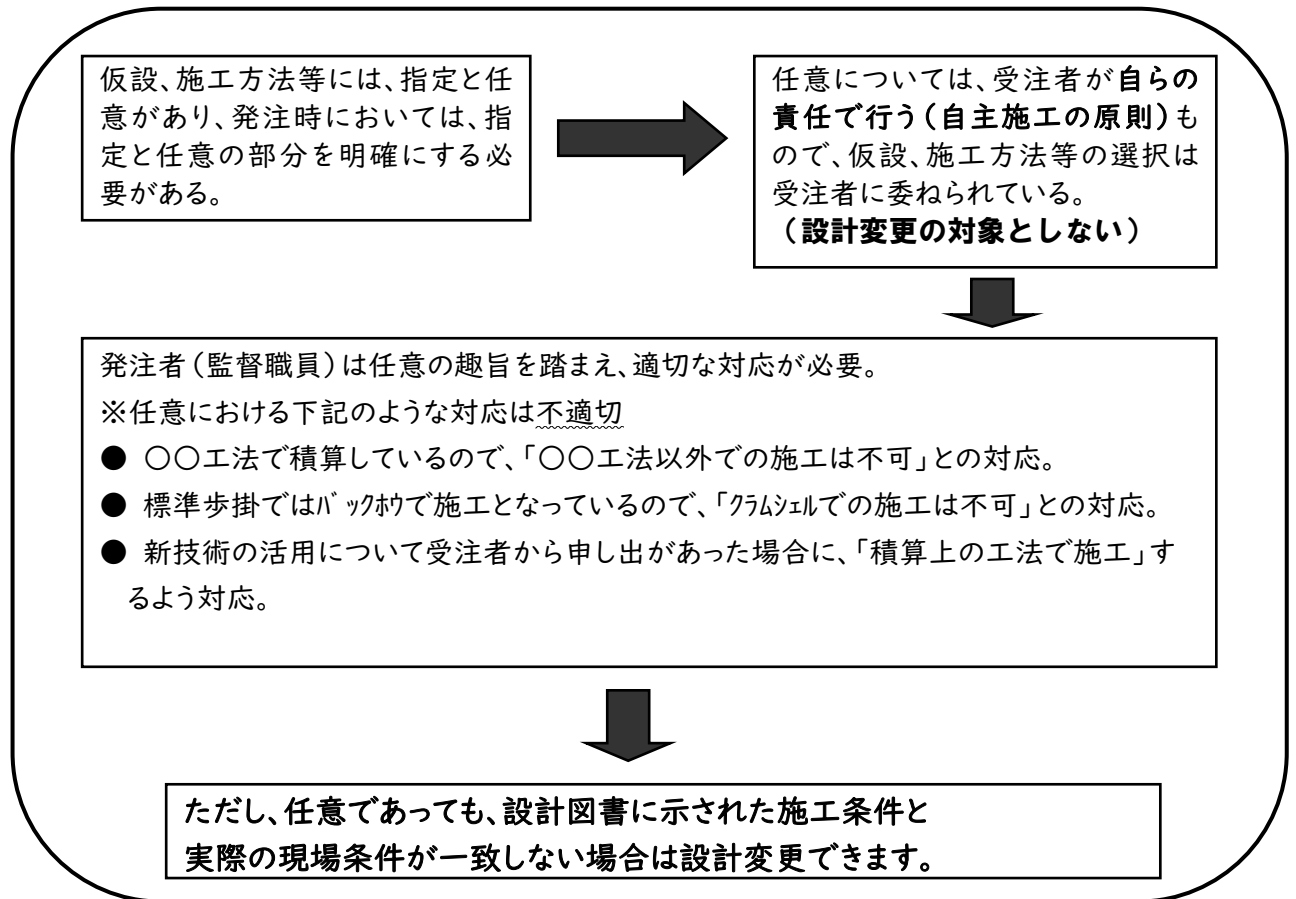 仮設、施工方法等には、指定と任
意があり、発注時においては、指
定と任意の部分を明確にする必
要がある。
任意については、受注者が自らの
責任で行う(自主施工の原則)も
ので、仮設、施工方法等の選択は
受注者に委ねられている。
(設計変更の対象としない)
発注者(監督職員)は任意の趣旨を踏まえ、適切な対応が必要。
※任意における下記のような対応は不適切
● 〇〇工法で積算しているので、「〇〇工法以外での施工は不可」との対応。
● 標準歩掛ではバックホウで施工となっているので、「クラムシェルでの施工は不可」との対応。
● 新技術の活用について受注者から申し出があった場合に、「積算上の工法で施工」す
るよう対応。
ただし、任意であっても、設計図書に示された施工条件と
実際の現場条件が一致しない場合は設計変更できます。